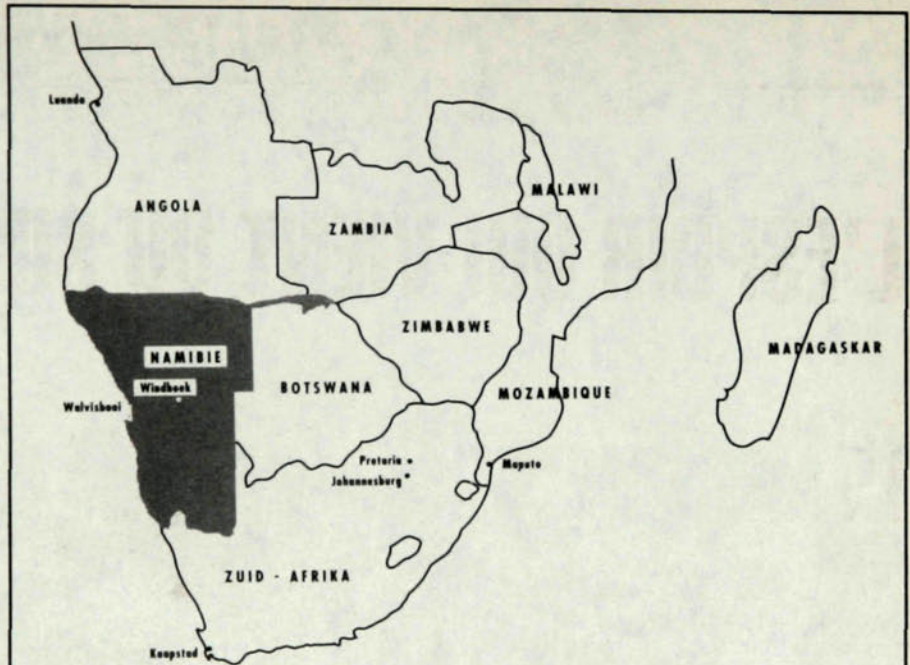 Luanda
ANGOLA
ZAMBIA
MALAWI
NAMIBIE
Windhoek
Walvisbaai
BOTSWANA
ZIMBABWE
MOZAMBIQUE
MADAGASKAR
Pretoria
Johannesburg
Maputo
ZUID - AFRIKA
Kaapstad